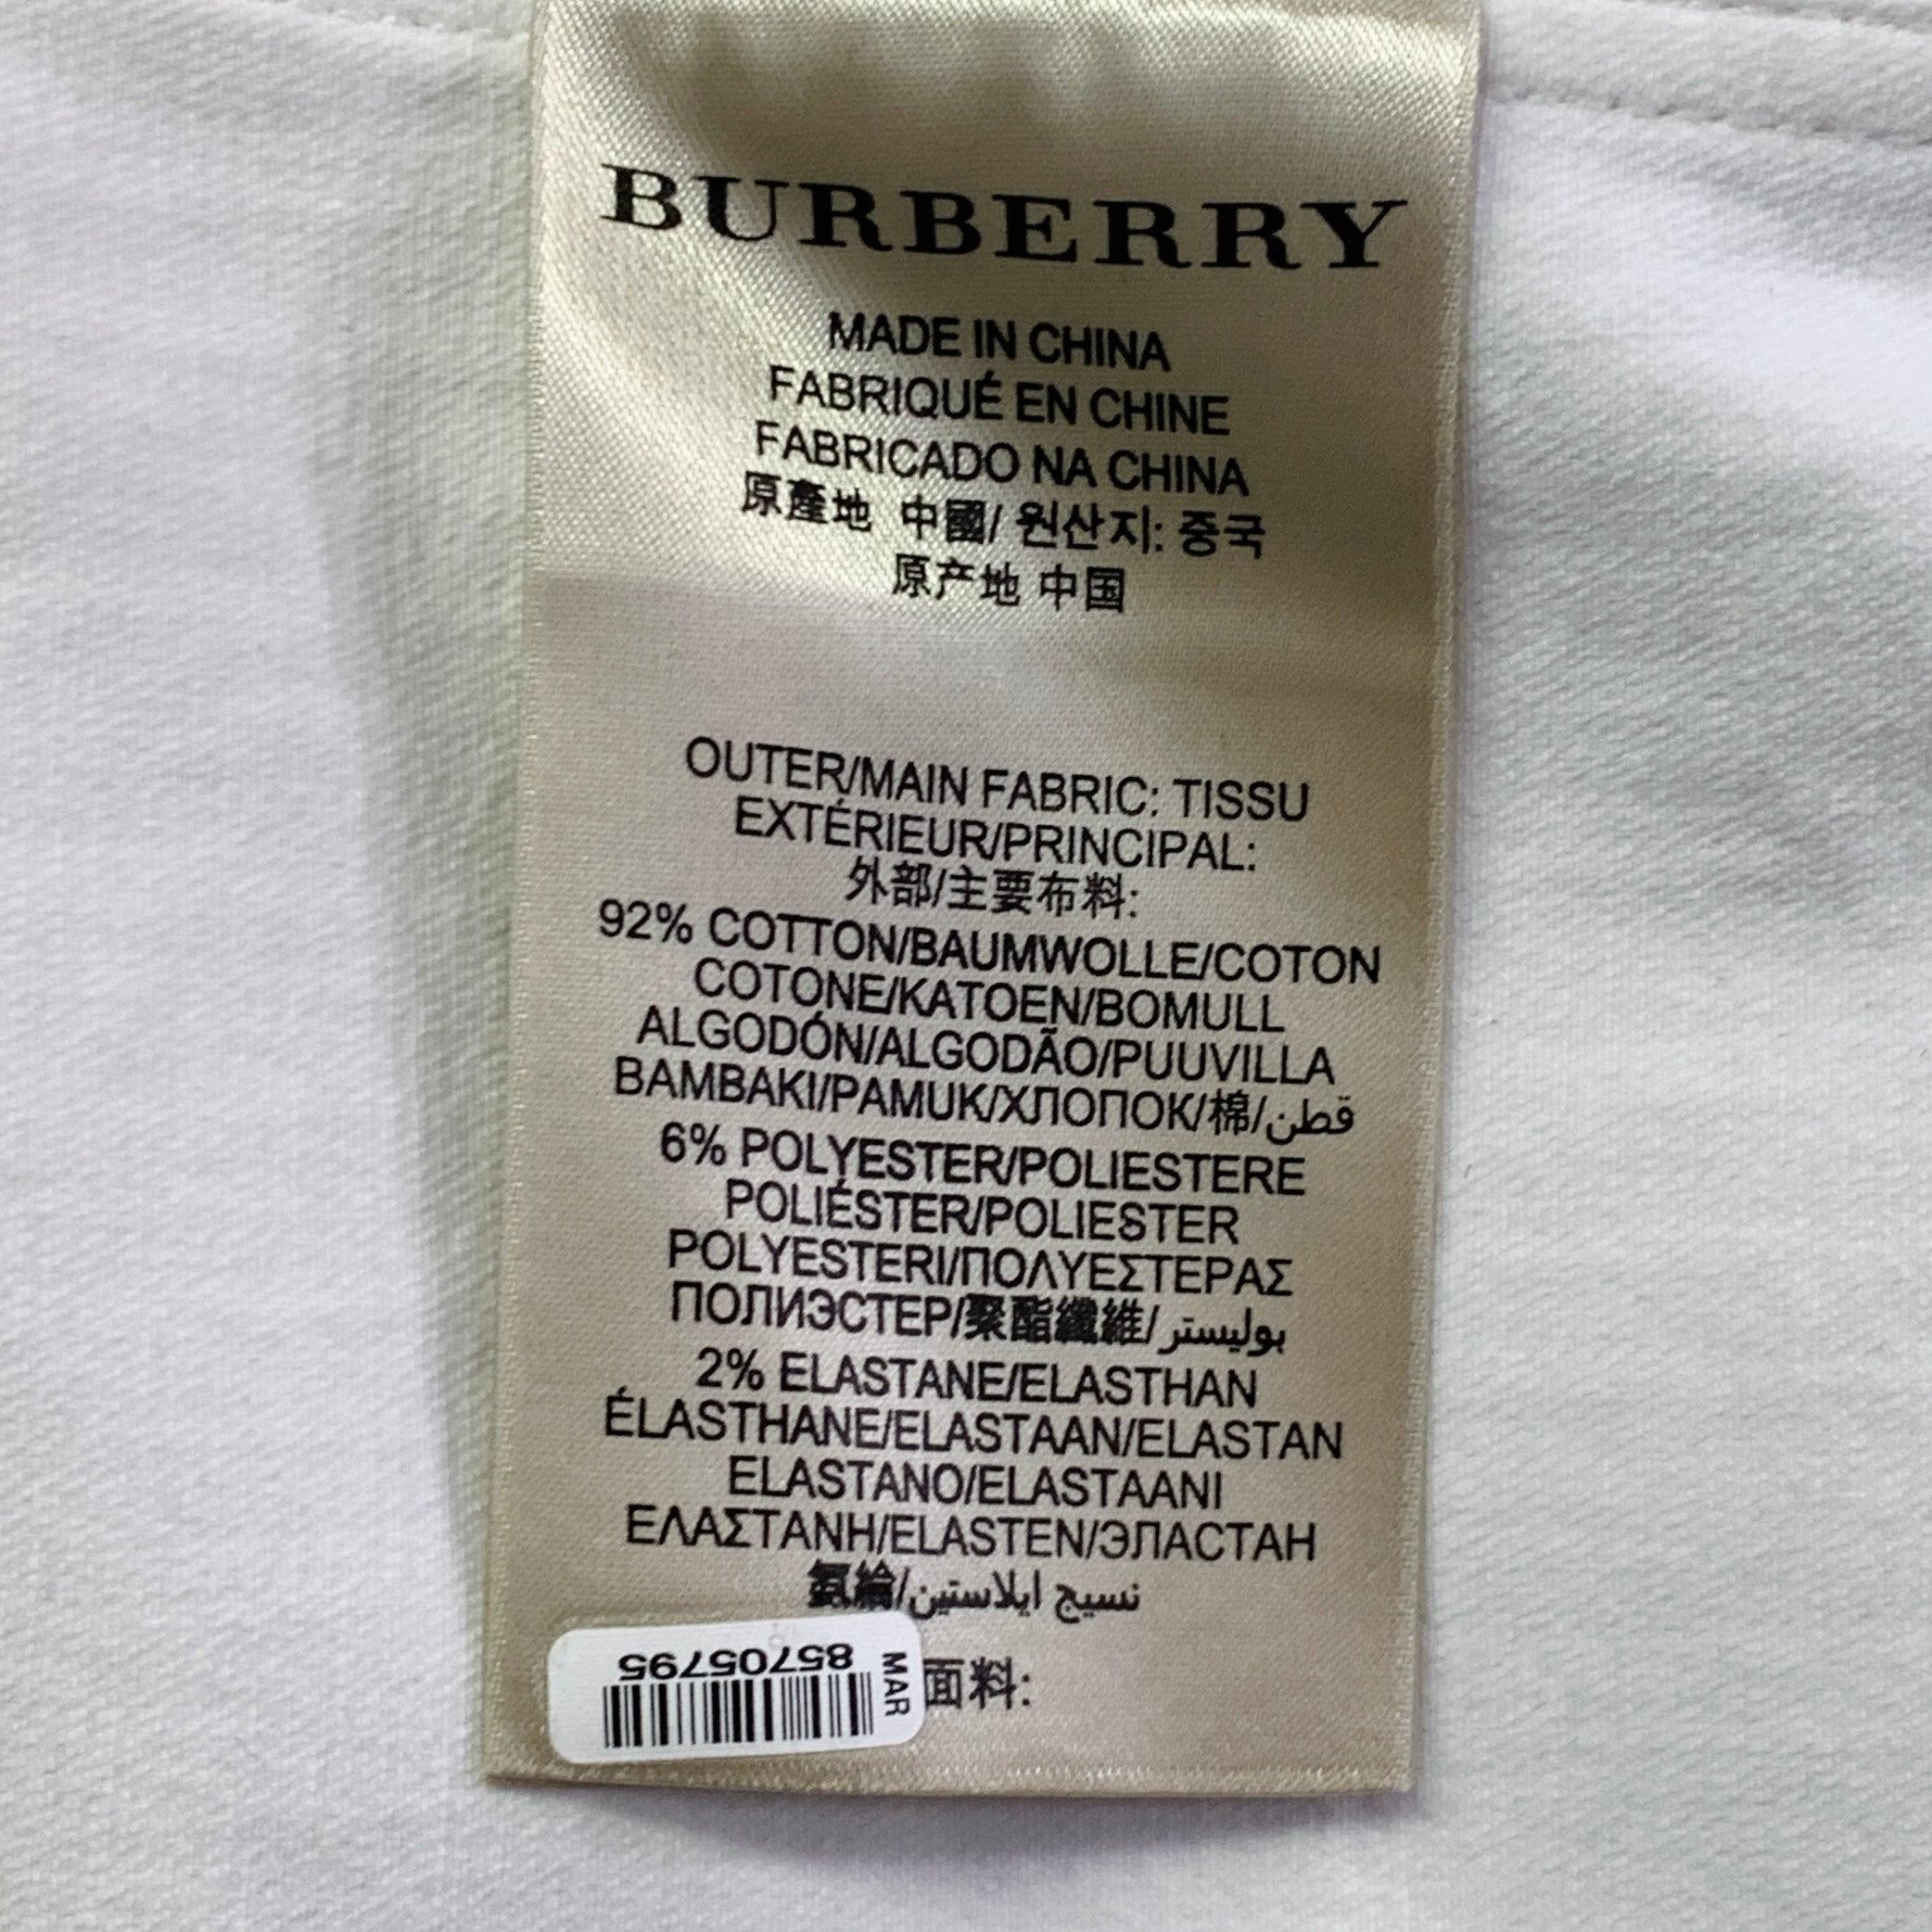 BURBERRY
MADE IN CHINA
FABRIQUÉ EN CHINE
FABRICADO NA CHINA
原產地 中國/ 원산지: 중국
原产地 中国
OUTER/MAIN FABRIC: TISSU
EXTÉRIEUR/PRINCIPAL:
外部/主要布料:
92% COTTON/BAUMWOLLE/COTON
COTONE/KATOEN/BOMULL
ALGODÓN/ALGODÃO/PUUVILLA
BAMBAKI/PAMUK/ХЛОПОК/棉/قطن
6% POLYESTER/POLIESTERE
POLIÉSTER/POLIESTER
POLYESTERI/ΠΟΛΥΕΣΤΕΡΑΣ
ПОЛИЭСТЕР/聚酯纖維/بوليستر
2% ELASTANE/ELASTHAN
ÉLASTHANE/ELASTAAN/ELASTAN
ELASTANO/ELASTAANI
ΕΛΑΣΤΑΝΗ/ELASTEN/ЭЛАСТАН
氨綸/نسيج ايلاستين
面料:
85705795
MAR